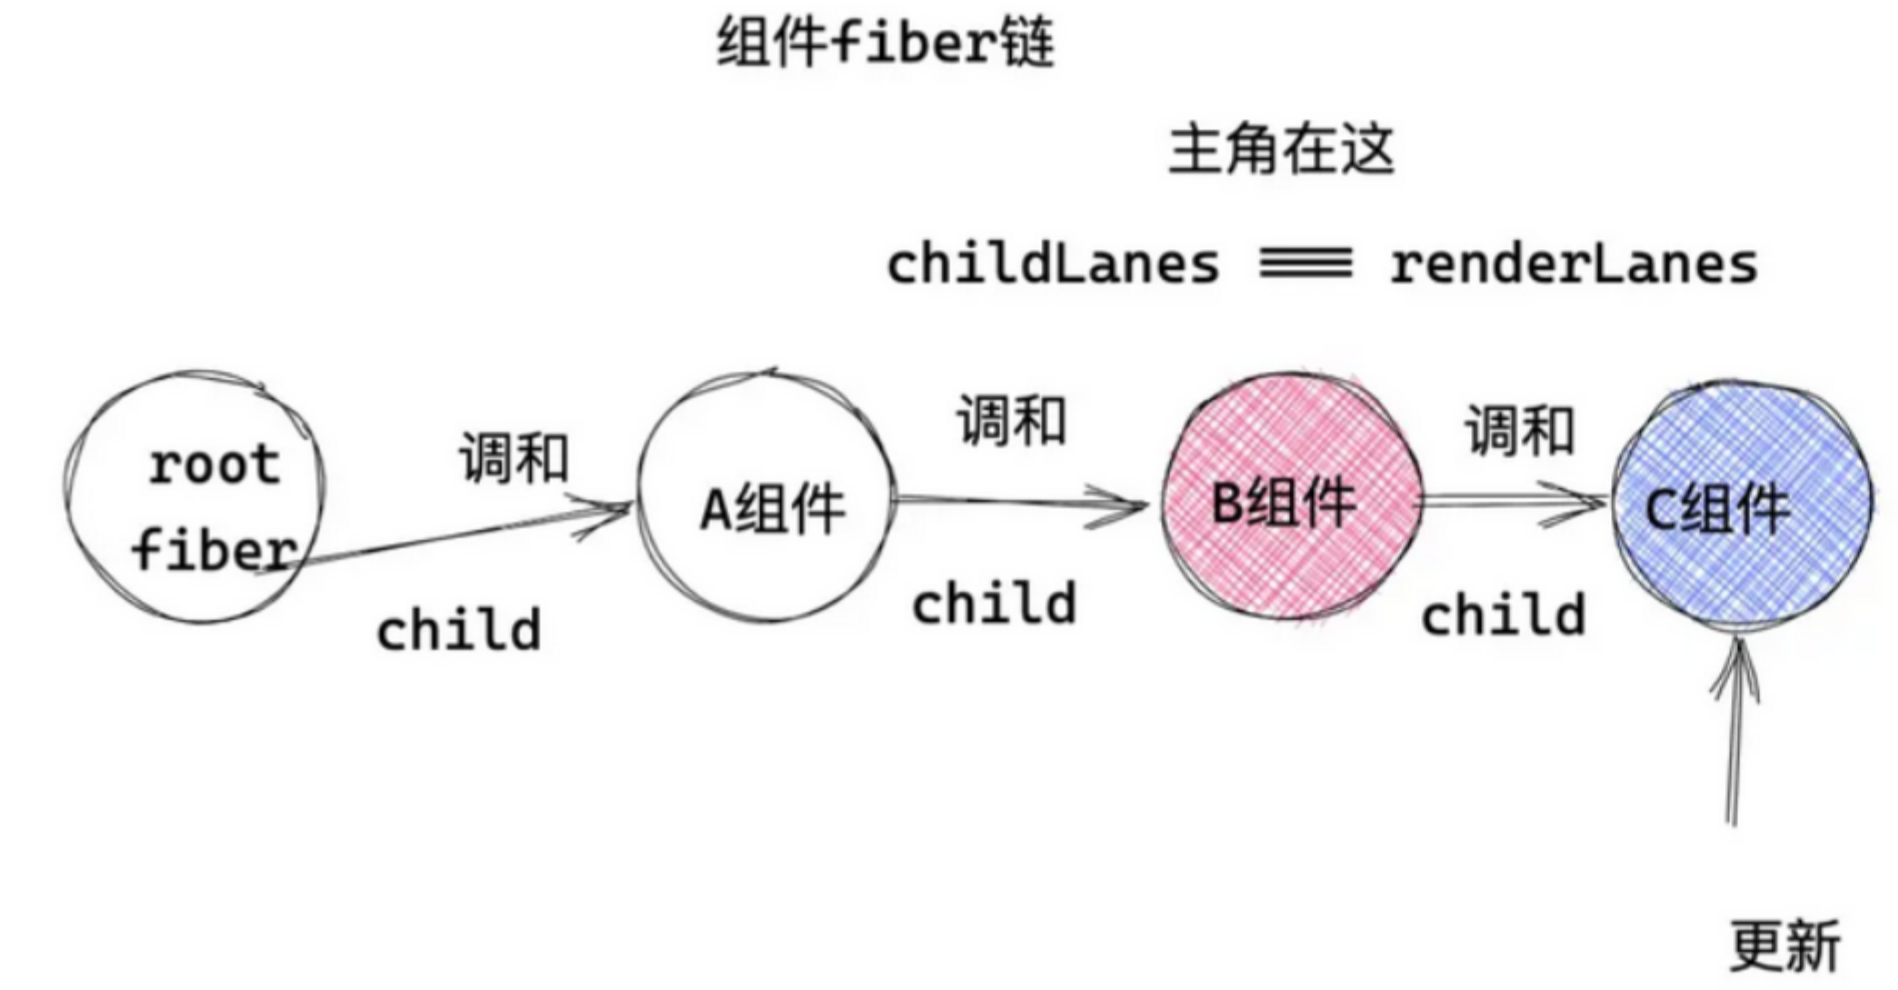 组件fiber链
主角在这
childLanes === renderLanes
root
fiber
调和
child
A组件
调和
child
B组件
调和
child
C组件
更新